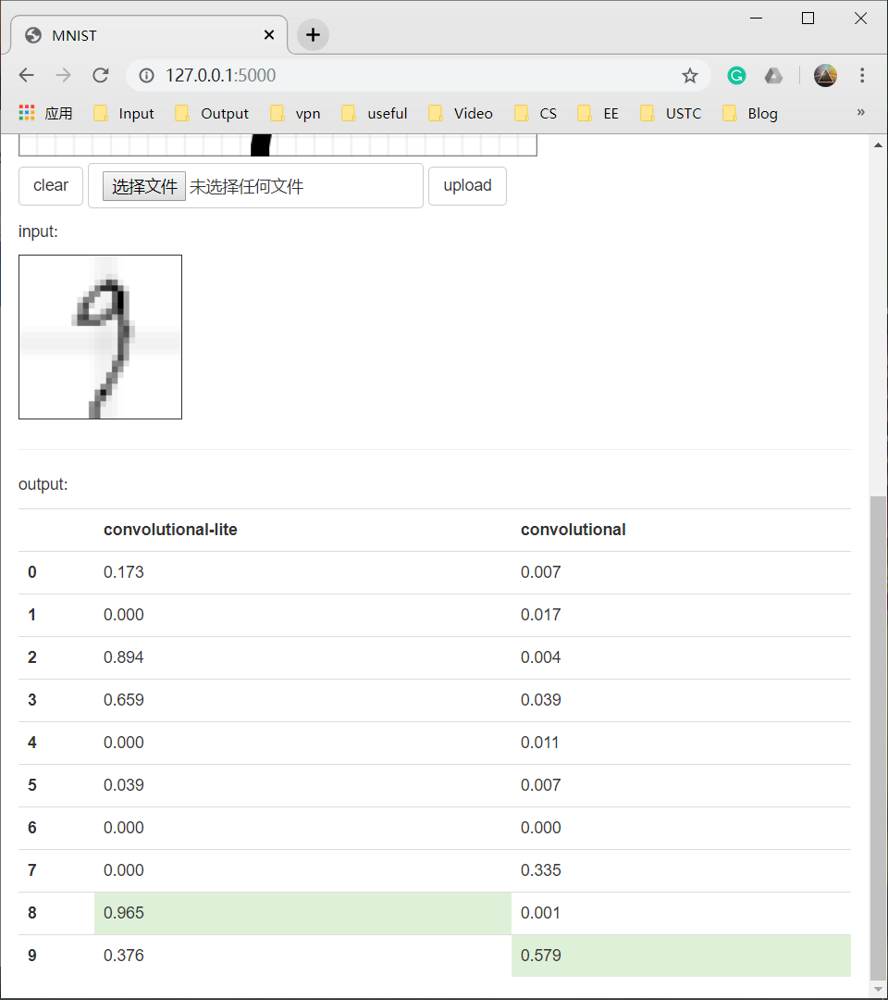 MNIST
127.0.0.1:5000
应用 Input Output vpn useful Video CS EE USTC Blog »
clear 选择文件 未选择任何文件 upload
input:
9
output:
convolutional-lite convolutional
0 0.173 0.007
1 0.000 0.017
2 0.894 0.004
3 0.659 0.039
4 0.000 0.011
5 0.039 0.007
6 0.000 0.000
7 0.000 0.335
8 0.965 0.001
9 0.376 0.579